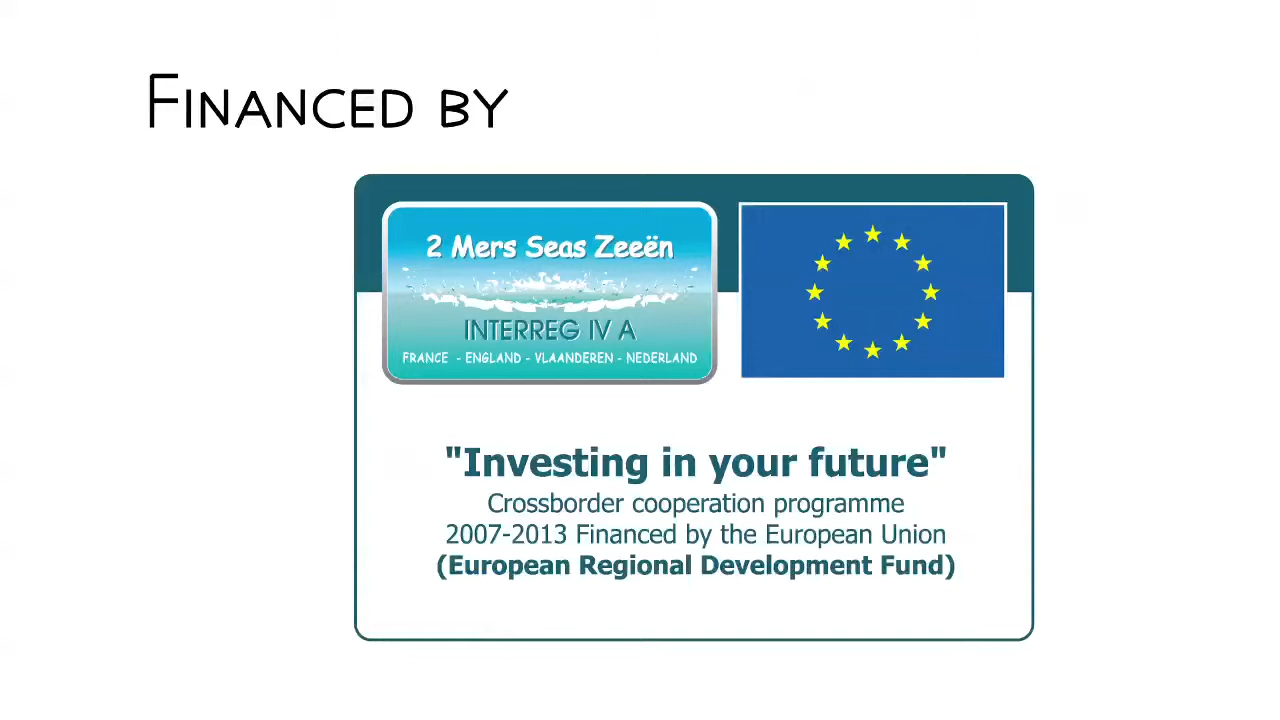 Financed by
2 Mers Seas Zeeën
INTERREG IV A
FRANCE - ENGLAND - VLAANDEREN - NEDERLAND
"Investing in your future"
Crossborder cooperation programme
2007-2013 Financed by the European Union
(European Regional Development Fund)